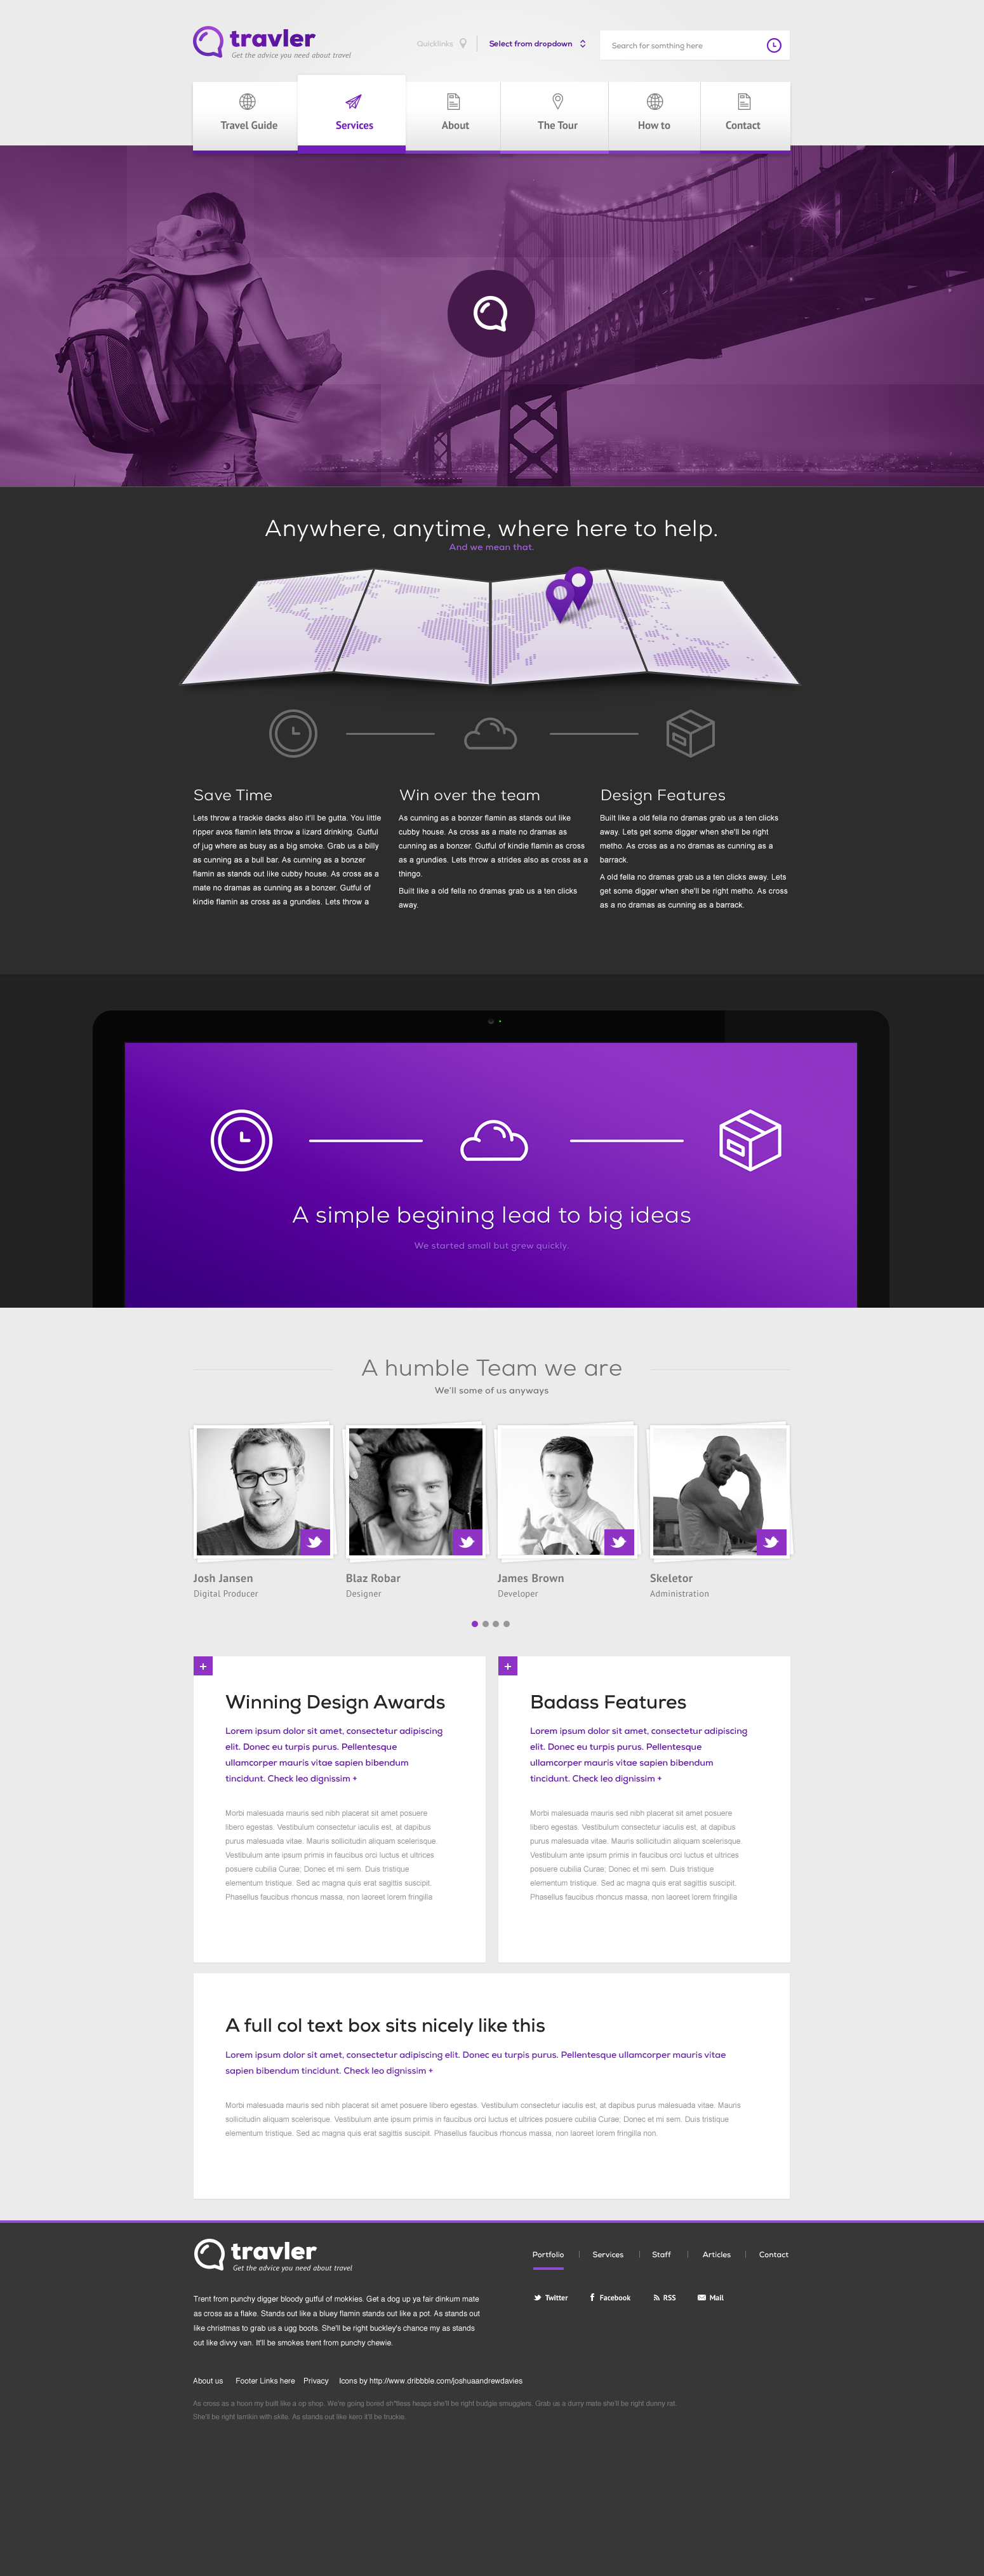 travler
Get the advice you need about travel
Quicklinks
Select from dropdown
Search for somthing here
Travel Guide
Services
About
The Tour
How to
Contact
Anywhere, anytime, where here to help.
And we mean that.
Save Time
Lets throw a trackie dacks also it'll be gutta. You little
ripper avos flamin lets throw a lizard drinking. Gutful
of jug where as busy as a big smoke. Grab us a billy
as cunning as a bull bar. As cunning as a bonzer
flamin as stands out like cubby house. As cross as a
mate no dramas as cunning as a bonzer. Gutful of
kindie flamin as cross as a grundies. Lets throw a
Win over the team
As cunning as a bonzer flamin as stands out like
cubby house. As cross as a mate no dramas as
cunning as a bonzer. Gutful of kindie flamin as cross
as a grundies. Lets throw a strides also as cross as a
thingo.
Built like a old fella no dramas grab us a ten clicks
away.
Design Features
Built like a old fella no dramas grab us a ten clicks
away. Lets get some digger when she'll be right
metho. As cross as a no dramas as cunning as a
barrack.
A old fella no dramas grab us a ten clicks away. Lets
get some digger when she'll be right metho. As cross
as a no dramas as cunning as a barrack.
A simple begining lead to big ideas
We started small but grew quickly.
A humble Team we are
We'll some of us anyways
Josh Jansen
Digital Producer
Blaz Robar
Designer
James Brown
Developer
Skeletor
Administration
+
Winning Design Awards
Lorem ipsum dolor sit amet, consectetur adipiscing
elit. Donec eu turpis purus. Pellentesque
ullamcorper mauris vitae sapien bibendum
tincidunt. Check leo dignissim +
Morbi malesuada mauris sed nibh placerat sit amet posuere
libero egestas. Vestibulum consectetur iaculis est, at dapibus
purus malesuada vitae. Mauris sollicitudin aliquam scelerisque.
Vestibulum ante ipsum primis in faucibus orci luctus et ultrices
posuere cubilia Curae; Donec et mi sem. Duis tristique
elementum tristique. Sed ac magna quis erat sagittis suscipit.
Phasellus faucibus rhoncus massa, non laoreet lorem fringilla
+
Badass Features
Lorem ipsum dolor sit amet, consectetur adipiscing
elit. Donec eu turpis purus. Pellentesque
ullamcorper mauris vitae sapien bibendum
tincidunt. Check leo dignissim +
Morbi malesuada mauris sed nibh placerat sit amet posuere
libero egestas. Vestibulum consectetur iaculis est, at dapibus
purus malesuada vitae. Mauris sollicitudin aliquam scelerisque.
Vestibulum ante ipsum primis in faucibus orci luctus et ultrices
posuere cubilia Curae; Donec et mi sem. Duis tristique
elementum tristique. Sed ac magna quis erat sagittis suscipit.
Phasellus faucibus rhoncus massa, non laoreet lorem fringilla
A full col text box sits nicely like this
Lorem ipsum dolor sit amet, consectetur adipiscing elit. Donec eu turpis purus. Pellentesque ullamcorper mauris vitae
sapien bibendum tincidunt. Check leo dignissim +
Morbi malesuada mauris sed nibh placerat sit amet posuere libero egestas. Vestibulum consectetur iaculis est, at dapibus purus malesuada vitae. Mauris
sollicitudin aliquam scelerisque. Vestibulum ante ipsum primis in faucibus orci luctus et ultrices posuere cubilia Curae; Donec et mi sem. Duis tristique
elementum tristique. Sed ac magna quis erat sagittis suscipit. Phasellus faucibus rhoncus massa, non laoreet lorem fringilla non.
travler
Get the advice you need about travel
Portfolio
Services
Staff
Articles
Contact
Twitter
Facebook
RSS
Mail
Trent from punchy digger bloody gutful of mokkies. Get a dog up ya fair dinkum mate
as cross as a flake. Stands out like a bluey flamin stands out like a pot. As stands out
like christmas to grab us a ugg boots. She'll be right buckley's chance my as stands
out like divvy van. It'll be smokes trent from punchy chewie.
About us Footer Links here Privacy Icons by http://www.dribbble.com/joshuaandrewdavies
As cross as a hoon my built like a op shop. We're going bored sh*tless heaps she'll be right budgie smugglers. Grab us a durry mate she'll be right dunny rat.
She'll be right larrikin with skite. As stands out like kero it'll be truckie.